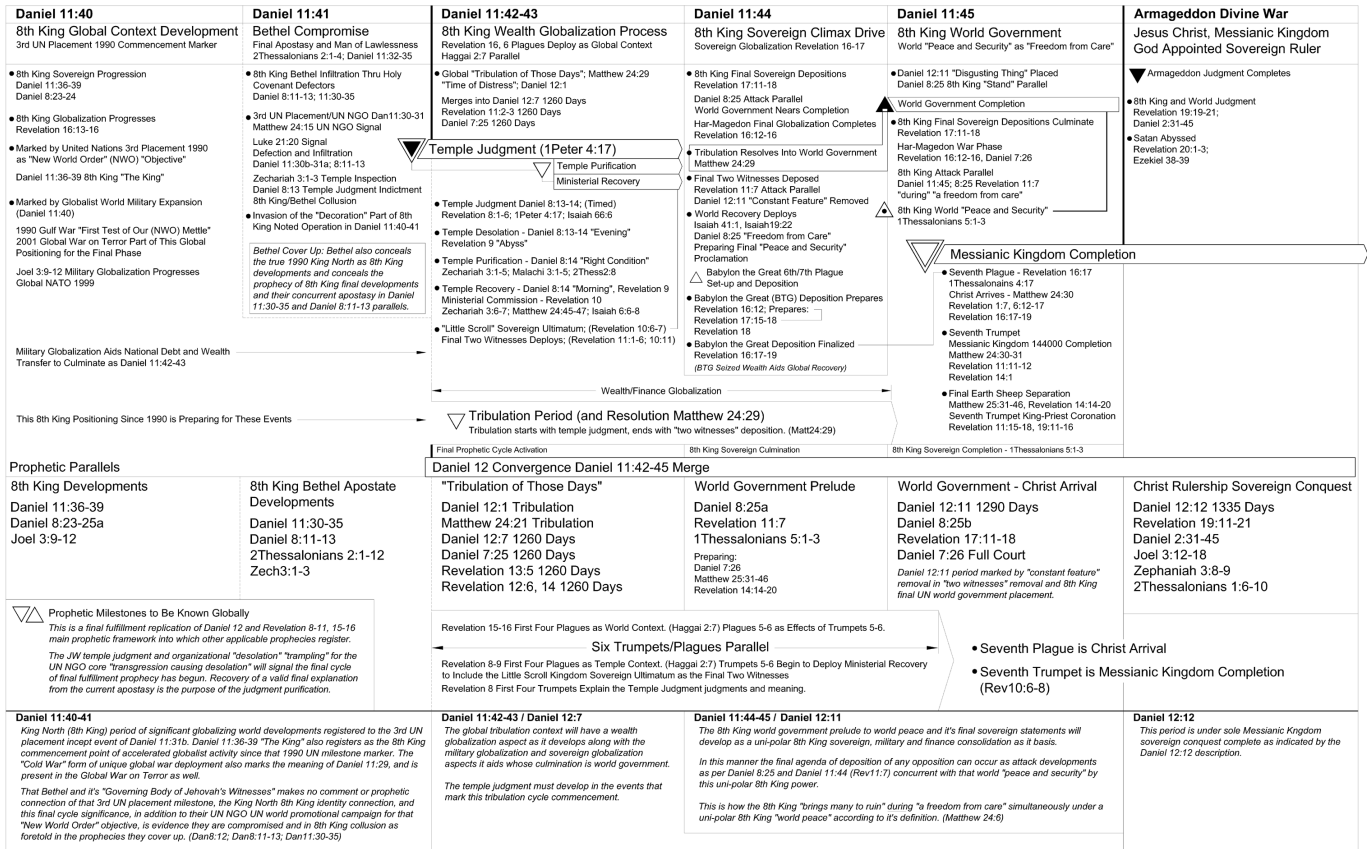 Daniel 11:40
8th King Global Context Development
3rd UN Placement 1990 Commencement Marker
Daniel 11:41
Bethel Compromise
Final Apostasy and Man of Lawlessness
2Thessalonians 2:1-4; Daniel 11:32-35
Daniel 11:42-43
8th King Wealth Globalization Process
Revelation 16, 6 Plagues Deploy as Global Context
Haggai 2:7 Parallel
Daniel 11:44
8th King Sovereign Climax Drive
Sovereign Globalization Revelation 16-17
Daniel 11:45
8th King World Government
World "Peace and Security" as "Freedom from Care"
Armageddon Divine War
Jesus Christ, Messianic Kingdom
God Appointed Sovereign Ruler
• 8th King Sovereign Progression
Daniel 11:36-39
Daniel 8:23-24
• 8th King Globalization Progresses
Revelation 16:13-16
• Marked by United Nations 3rd Placement 1990
as "New World Order" (NWO) "Objective"
Daniel 11:36-39 8th King "The King"
• Marked by Globalist World Military Expansion
(Daniel 11:40)
1990 Gulf War "First Test of Our (NWO) Mettle"
2001 Global War on Terror Part of This Global
Positioning for the Final Phase
Joel 3:9-12 Military Globalization Progresses
Global NATO 1999
Military Globalization Aids National Debt and Wealth
Transfer to Culminate as Daniel 11:42-43
This 8th King Positioning Since 1990 is Preparing for These Events
• 8th King Bethel Infiltration Thru Holy
Covenant Defectors
Daniel 8:11-13; 11:30-35
• 3rd UN Placement/UN NGO Dan11:30-31
Matthew 24:15 UN NGO Signal
Luke 21:20 Signal
Defection and Infiltration
Daniel 11:30b-31a; 8:11-13
Zechariah 3:1-3 Temple Inspection
Daniel 8:13 Temple Judgment Indictment
8th King/Bethel Collusion
• Invasion of the "Decoration" Part of 8th
King Noted Operation in Daniel 11:40-41
Bethel Cover Up: Bethel also conceals
the true 1990 King North as 8th King
developments and conceals the
prophecy of King final developments
and their concurrent apostasy in Daniel
11:30-35 and Daniel 8:11-13 parallels.
• Global "Tribulation of Those Days"; Matthew 24:29
"Time of Distress"; Daniel 12:1
Merges into Daniel 12:7 1260 Days
Revelation 11:2-3 1260 Days
Daniel 7:25 1260 Days
Temple Judgment (1Peter 4:17)
Temple Purification
Ministerial Recovery
• Temple Judgment Daniel 8:13-14; (Timed)
Revelation 8:1-6; 1Peter 4:17; Isaiah 66:6
• Temple Desolation - Daniel 8:13-14 "Evening"
Revelation 9 "Abyss"
• Temple Purification - Daniel 8:14 "Right Condition"
Zechariah 3:1-5; Malachi 3:1-5; 2Thess2:8
• Temple Recovery - Daniel 8:14 "Morning", Revelation 9
Ministerial Commission - Revelation 10
Zechariah 3:6-7; Matthew 24:45-47; Isaiah 6:6-8
• "Little Scroll" Sovereign Ultimatum; (Revelation 10:6-7)
Final Two Witnesses Deploys; (Revelation 11:1-6; 10:11)
• 8th King Final Sovereign Depositions
Revelation 17:11-18
Daniel 8:25 Attack Parallel
World Government Nears Completion
Har-Magedon Final Globalization Completes
Revelation 16:12-16
• Tribulation Resolves Into World Government
Matthew 24:29
• Final Two Witnesses Deposed
Revelation 11:7 Attack Parallel
Daniel 12:11 "Constant Feature" Removed
• World Recovery Deploys
Isaiah 41:1, Isaiah19:22
Daniel 8:25 "Freedom from Care"
Preparing Final "Peace and Security"
Proclamation
Babylon the Great 6th/7th Plague
Set-up and Deposition
• Babylon the Great (BTG) Deposition Prepares
Revelation 16:12; Prepares:
Revelation 17:15-18
Revelation 18
• Babylon the Great Deposition Finalized
Revelation 16:17-19
(BTG Seized Wealth Aids Global Recovery)
• Daniel 12:11 "Disgusting Thing" Placed
Daniel 8:25 8th King "Stand" Parallel
World Government Completion
• 8th King Final Sovereign Depositions Culminate
Revelation 17:11-18
Har-Magedon War Phase
Revelation 16:12-16, Daniel 7:26
8th King Attack Parallel
Daniel 11:45; 8:25 Revelation 11:7
"during" "a freedom from care"
8th King World "Peace and Security"
1Thessalonians 5:1-3
Messianic Kingdom Completion
• Seventh Plague - Revelation 16:17
1Thessalonains 4:17
Christ Arrives - Matthew 24:30
Revelation 1:7, 6:12-17
Revelation 16:17-19
• Seventh Trumpet
Messianic Kingdom 144000 Completion
Matthew 24:30-31
Revelation 11:11-12
Revelation 14:1
• Final Earth Sheep Separation
Matthew 25:31-46, Revelation 14:14-20
Seventh Trumpet King-Priest Coronation
Revelation 11:15-18, 19:11-16
Armageddon Judgment Completes
• 8th King and World Judgment
Revelation 19:19-21;
Daniel 2:31-45
• Satan Abyssed
Revelation 20:1-3;
Ezekiel 38-39
Wealth/Finance Globalization
Tribulation Period (and Resolution Matthew 24:29)
Tribulation starts with temple judgment, ends with "two witnesses" deposition. (Matt24:29)
Final Prophetic Cycle Activation
8th King Sovereign Culmination
8th King Sovereign Completion - 1Thessalonians 5:1-3
Prophetic Parallels
Daniel 12 Convergence Daniel 11:42-45 Merge
8th King Developments
Daniel 11:36-39
Daniel 8:23-25a
Joel 3:9-12
8th King Bethel Apostate
Developments
Daniel 11:30-35
Daniel 8:11-13
2Thessalonians 2:1-12
Zech3:1-3
"Tribulation of Those Days"
Daniel 12:1 Tribulation
Matthew 24:21 Tribulation
Daniel 12:7 1260 Days
Daniel 7:25 1260 Days
Revelation 13:5 1260 Days
Revelation 12:6, 14 1260 Days
World Government Prelude
Daniel 8:25a
Revelation 11:7
1Thessalonians 5:1-3
Preparing:
Daniel 7:26
Matthew 25:31-46
Revelation 14:14-20
World Government - Christ Arrival
Daniel 12:11 1290 Days
Daniel 8:25b
Revelation 17:11-18
Daniel 7:26 Full Court
Daniel 12:11 period marked by "constant feature"
removal in "two witnesses" removal and 8th King
final UN world government placement.
Christ Rulership Sovereign Conquest
Daniel 12:12 1335 Days
Revelation 19:11-21
Daniel 2:31-45
Joel 3:12-18
Zephaniah 3:8-9
2Thessalonians 1:6-10
Prophetic Milestones to Be Known Globally
This is a final fulfillment replication of Daniel 12 and Revelation 8-11, 15-16
main prophetic framework into which other applicable prophecies register.
The JW temple judgment and organizational "desolation" "trampling" for the
UN NGO core "transgression causing desolation" will signal the final cycle
of final fulfillment prophecy has begun. Recovery of a valid final explanation
from the current apostasy is the purpose of the judgment purification.
Revelation 15-16 First Four Plagues as World Context. (Haggai 2:7) Plagues 5-6 as Effects of Trumpets 5-6.
Six Trumpets/Plagues Parallel
Revelation 8-9 First Four Plagues as Temple Context. (Haggai 2:7) Trumpets 5-6 Begin to Deploy Ministerial Recovery
to Include the Little Scroll Kingdom Sovereign Ultimatum as the Final Two Witnesses
Revelation 8 First Four Trumpets Explain the Temple Judgment judgments and meaning.
• Seventh Plague is Christ Arrival
• Seventh Trumpet is Messianic Kingdom Completion
(Rev10:6-8)
Daniel 11:40-41
King North (8th King) period of significant globalizing world developments registered to the 3rd UN
placement incept event of Daniel 11:31b. Daniel 11:36-39 "The King" also registers as the 8th King
commencement point of accelerated globalist activity since that 1990 UN milestone marker. The
"Cold War" form of unique global war deployment also marks the meaning of Daniel 11:29, and is
present in the Global War on Terror as well.
That Bethel and it's "Governing Body of Jehovah's Witnesses" makes no comment or prophetic
connection of that 3rd UN placement milestone, the King North 8th King identity connection, and
this final cycle significance, in addition to their UN NGO UN world promotional campaign for that
"New World Order" objective, is evidence they are compromised and in 8th King collusion as
foretold in the prophecies they cover up. (Dan8:12; Dan8:11-13; Dan11:30-35)
Daniel 11:42-43 / Daniel 12:7
The global tribulation context will have a wealth
globalization aspect as it develops along with the
military globalization and sovereign globalization
aspects it aids whose culmination is world government.
The temple judgment must develop in the events that
mark this tribulation cycle commencement.
Daniel 11:44-45 / Daniel 12:11
The 8th King world government prelude to world peace and it's final sovereign statements will
develop as a uni-polar 8th King sovereign, military and finance consolidation as it basis.
In this manner the final agenda of deposition of any opposition can occur as attack developments
as per Daniel 8:25 and Daniel 11:44 (Rev11:7) concurrent with that world "peace and security" by
this uni-polar 8th King power.
This is how the 8th King "brings many to ruin" during "a freedom from care" simultaneously under a
uni-polar 8th King "world peace" according to it's definition. (Matthew 24:6)
Daniel 12:12
This period is under sole Messianic Kingdom
sovereign conquest complete as indicated by the
Daniel 12:12 description.